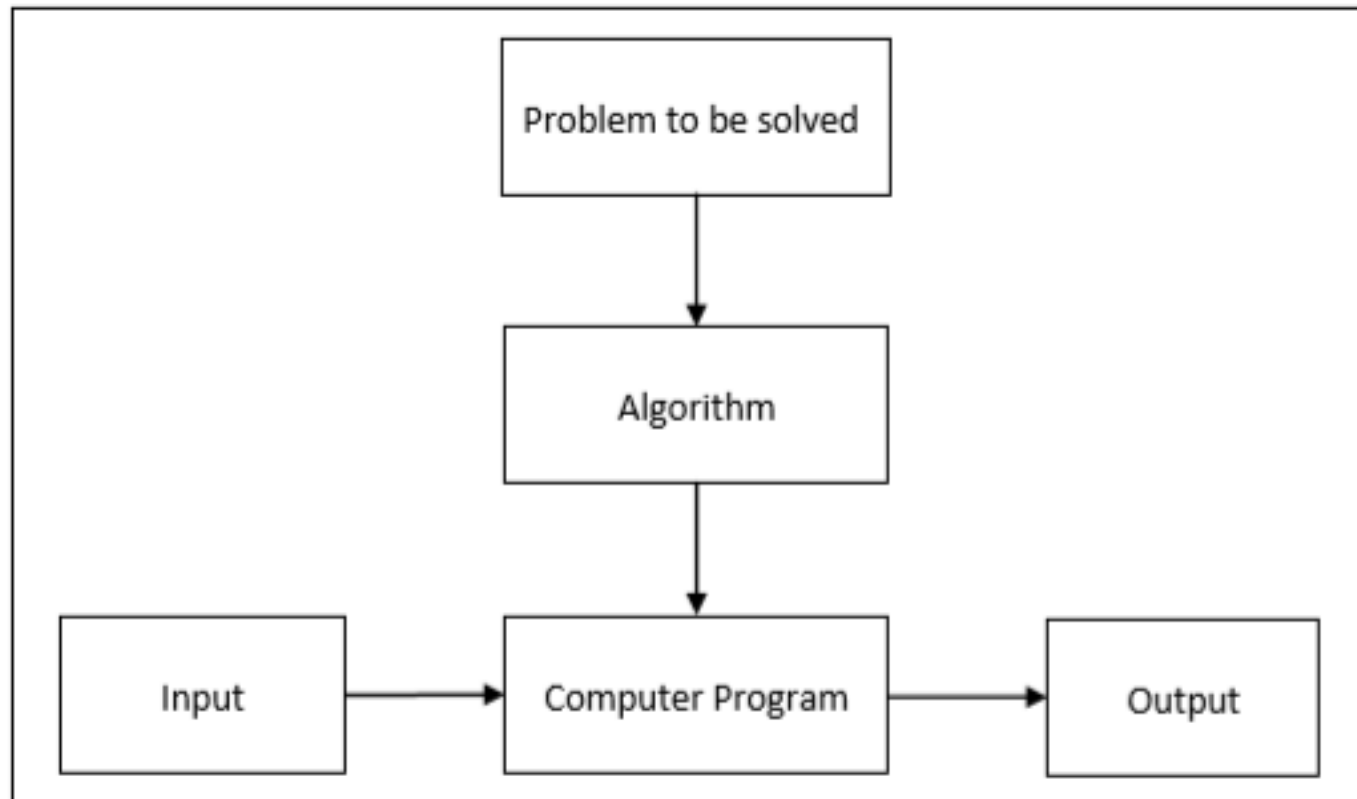 Problem to be solved
Algorithm
Input
Computer Program
Output